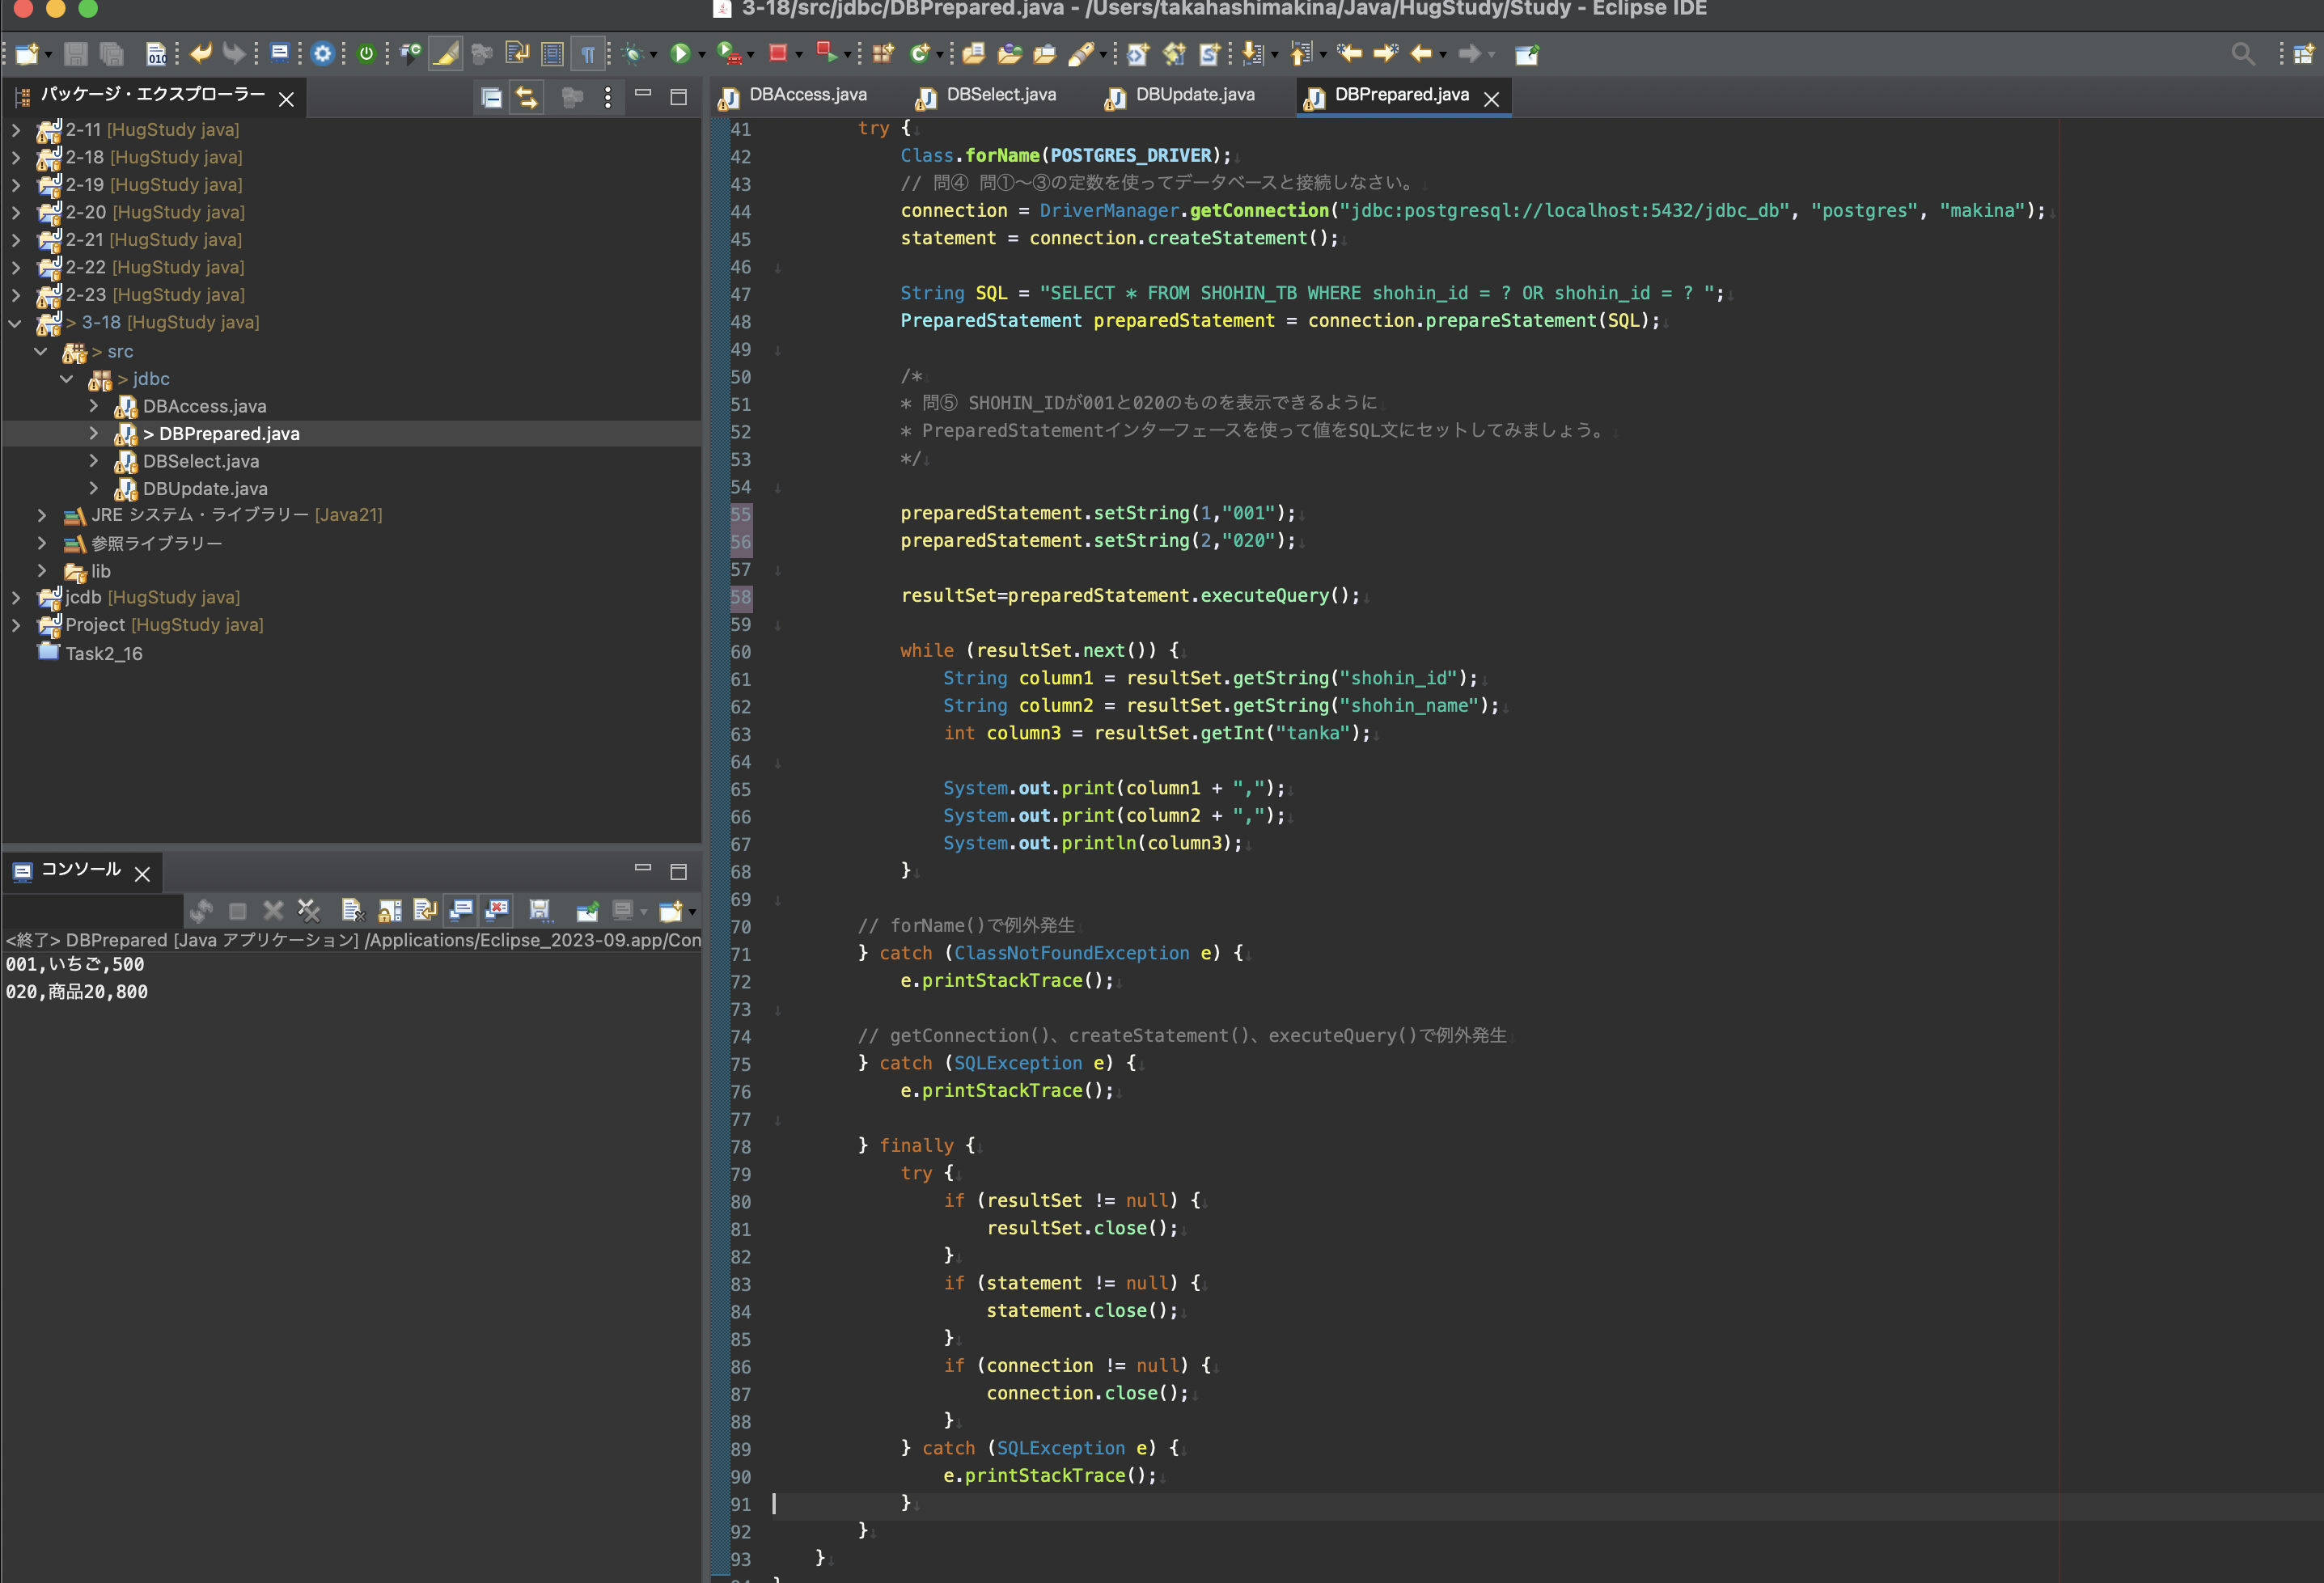 3-18/src/jdbc/DBPrepared.java - /Users/takahashimakina/Java/HugStudy/Study - Eclipse IDE
パッケージ・エクスプローラー
2-11 [HugStudy java]
2-18 [HugStudy java]
2-19 [HugStudy java]
2-20 [HugStudy java]
2-21 [HugStudy java]
2-22 [HugStudy java]
2-23 [HugStudy java]
> 3-18 [HugStudy java]
> src
> jdbc
DBAccess.java
> DBPrepared.java
DBSelect.java
DBUpdate.java
JRE システム・ライブラリー [Java21]
参照ライブラリー
lib
jcdb [HugStudy java]
Project [HugStudy java]
Task2_16
コンソール
<終了> DBPrepared [Java アプリケーション] /Applications/Eclipse_2023-09.app/Con
001,いちご,500
020,商品20,800
DBAccess.java DBSelect.java DBUpdate.java DBPrepared.java
41 try {
42 Class.forName(POSTGRES_DRIVER);
43 // 問④ 問①〜③の定数を使ってデータベースと接続しなさい。
44 connection = DriverManager.getConnection("jdbc:postgresql://localhost:5432/jdbc_db", "postgres", "makina");
45 statement = connection.createStatement();
46
47 String SQL = "SELECT * FROM SHOHIN_TB WHERE shohin_id = ? OR shohin_id = ? ";
48 PreparedStatement preparedStatement = connection.prepareStatement(SQL);
49
50 /*
51 * 問⑤ SHOHIN_IDが001と020のものを表示できるように
52 * PreparedStatementインターフェースを使って値をSQL文にセットしてみましょう。
53 */
54
55 preparedStatement.setString(1,"001");
56 preparedStatement.setString(2,"020");
57
58 resultSet=preparedStatement.executeQuery();
59
60 while (resultSet.next()) {
61 String column1 = resultSet.getString("shohin_id");
62 String column2 = resultSet.getString("shohin_name");
63 int column3 = resultSet.getInt("tanka");
64
65 System.out.print(column1 + ",");
66 System.out.print(column2 + ",");
67 System.out.println(column3);
68 }
69
70 // forName()で例外発生
71 } catch (ClassNotFoundException e) {
72 e.printStackTrace();
73
74 // getConnection()、createStatement()、executeQuery()で例外発生
75 } catch (SQLException e) {
76 e.printStackTrace();
77
78 } finally {
79 try {
80 if (resultSet != null) {
81 resultSet.close();
82 }
83 if (statement != null) {
84 statement.close();
85 }
86 if (connection != null) {
87 connection.close();
88 }
89 } catch (SQLException e) {
90 e.printStackTrace();
91 }
92 }
93 }